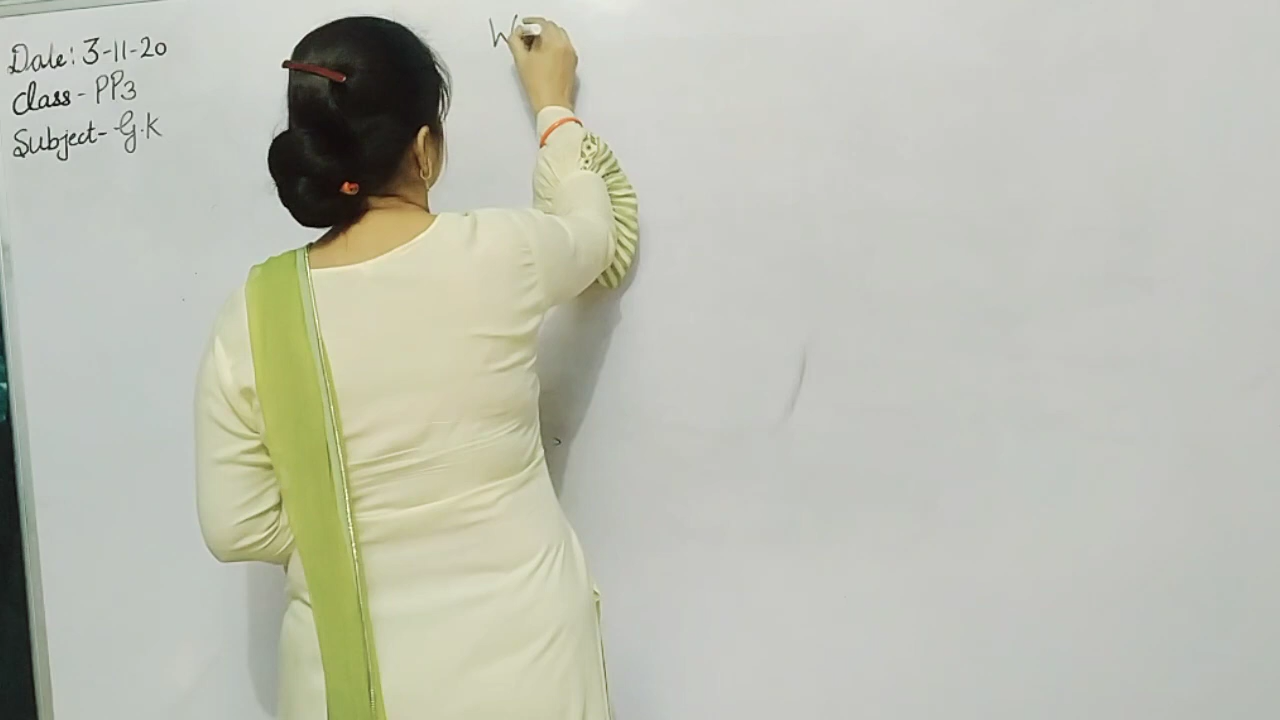 Date: 3-11-20
Class - PP3
Subject- G.K
W